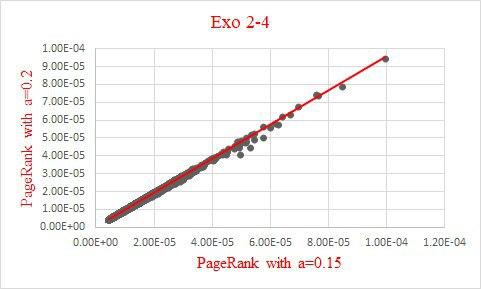 Exo 2-4
1.00E-04
9.00E-05
8.00E-05
7.00E-05
6.00E-05
5.00E-05
4.00E-05
3.00E-05
2.00E-05
1.00E-05
0.00E+00
PageRank with a=0.2
0.00E+00 2.00E-05 4.00E-05 6.00E-05 8.00E-05 1.00E-04 1.20E-04
PageRank with a=0.15